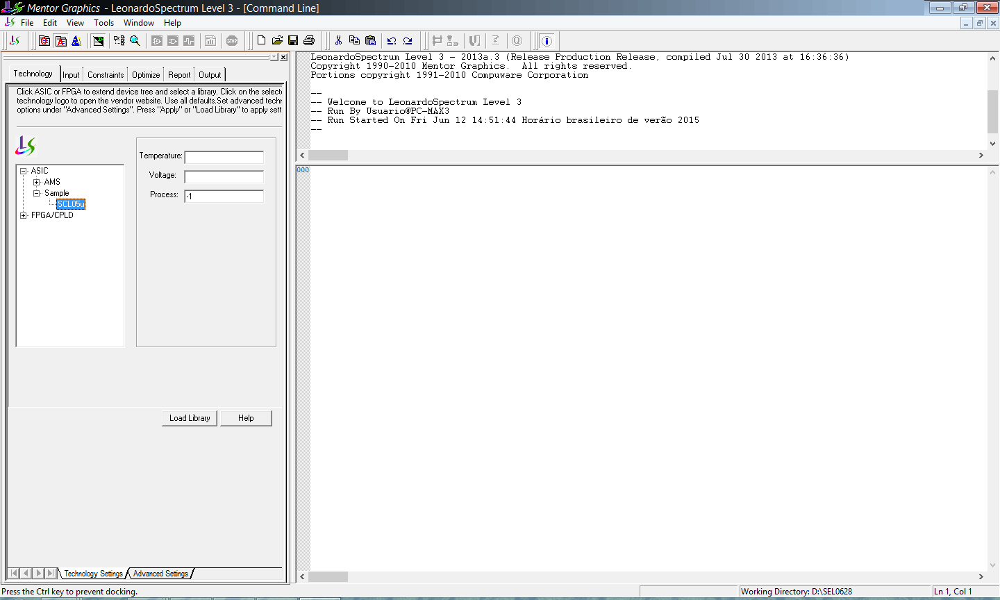 Mentor Graphics - LeonardoSpectrum Level 3 - [Command Line]
File Edit View Tools Window Help
STOP
Technology Input Constraints Optimize Report Output
Click ASIC or FPGA to extend device tree and select a library. Click on the selecte
technology logo to open the vendor website. Use all defaults.Set advanced techn
options under "Advanced Settings". Press "Apply" or "Load Library" to apply sett
LS
Temperature:
Voltage:
Process: -1
ASIC
AMS
Sample
SCL05u
FPGA/CPLD
Load Library Help
Technology Settings Advanced Settings
LeonardoSpectrum Level 3 - 2013a.3 (Release Production Release, compiled Jul 30 2013 at 16:36:36)
Copyright 1990-2010 Mentor Graphics.  All rights reserved.
Portions copyright 1991-2010 Compuware Corporation
--
-- Welcome to LeonardoSpectrum Level 3
-- Run By Usuario@PC-MAX3
-- Run Started On Fri Jun 12 14:51:44 Horário brasileiro de verão 2015
--
000
Press the Ctrl key to prevent docking.
Working Directory: D:\SEL0628
Ln 1, Col 1